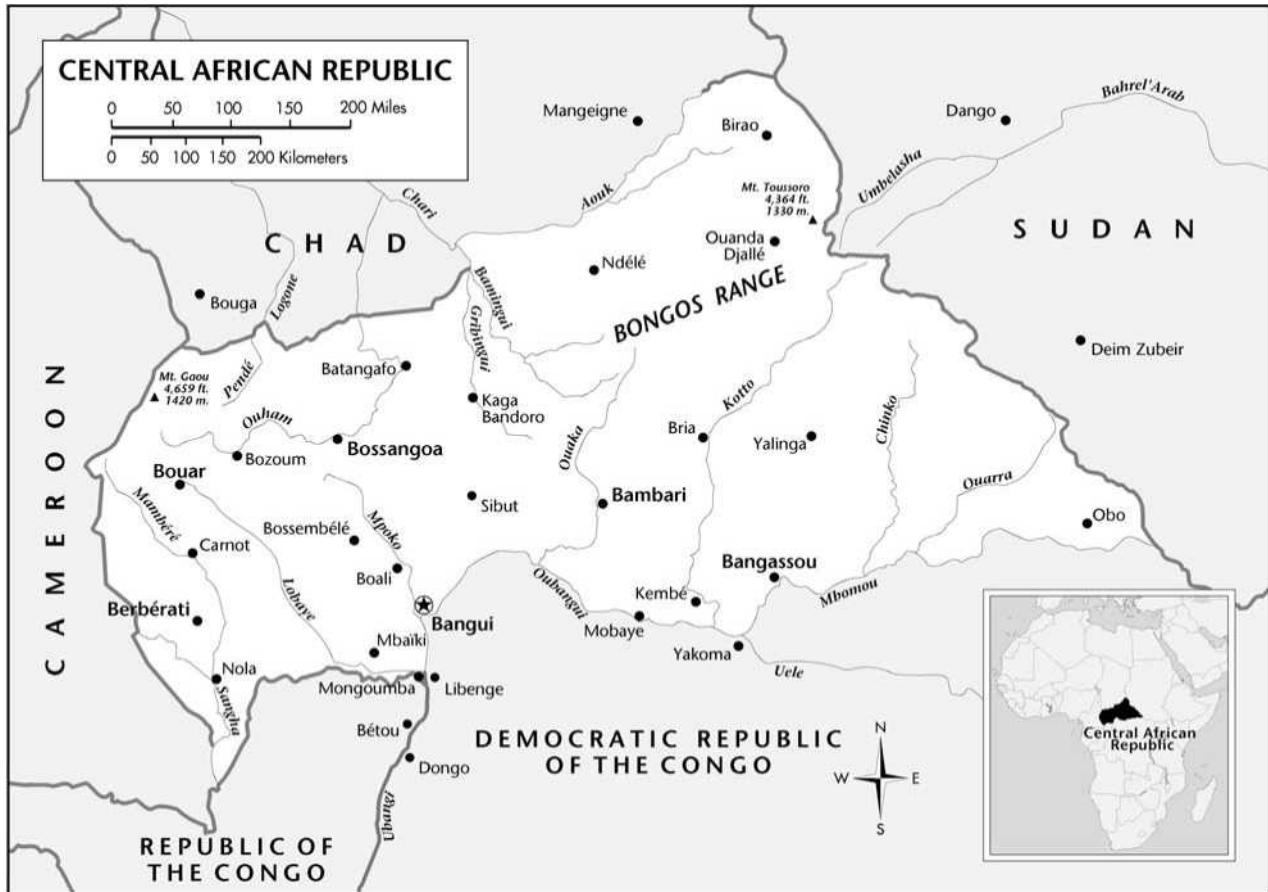 CENTRAL AFRICAN REPUBLIC
0 50 100 150 200 Miles
0 50 100 150 200 Kilometers
Mangeigne
Birao
Dango
Bahrel'Arab
Umbelasha
Aouk
Chari
Mt. Toussoro
4,364 ft.
1330 m.
CHAD
SUDAN
Ouanda
Djallé
Ndélé
Bouga
Logone
Bamingui
Gribingui
BONGOS RANGE
Deim Zubeir
CAMEROON
Mt. Gaou
4,659 ft.
1420 m.
Pendé
Batangafo
Kaga
Bandoro
Kotto
Chinko
Ouham
Bossangoa
Bozoum
Ouaka
Bria
Yalinga
Bouar
Mambéré
Sibut
Bambari
Ouarra
Obo
Bossembélé
Mpoko
Carnot
Boali
Lobaye
Oubangui
Bangassou
Mbomou
Kembé
Berbérati
Bangui
Mobaye
Mbaïki
Yakoma
Nola
Uele
Sangha
Mongoumba
Libenge
Bétou
Dongo
Ubangi
DEMOCRATIC REPUBLIC
OF THE CONGO
REPUBLIC OF
THE CONGO
N
W E
S
Central African
Republic